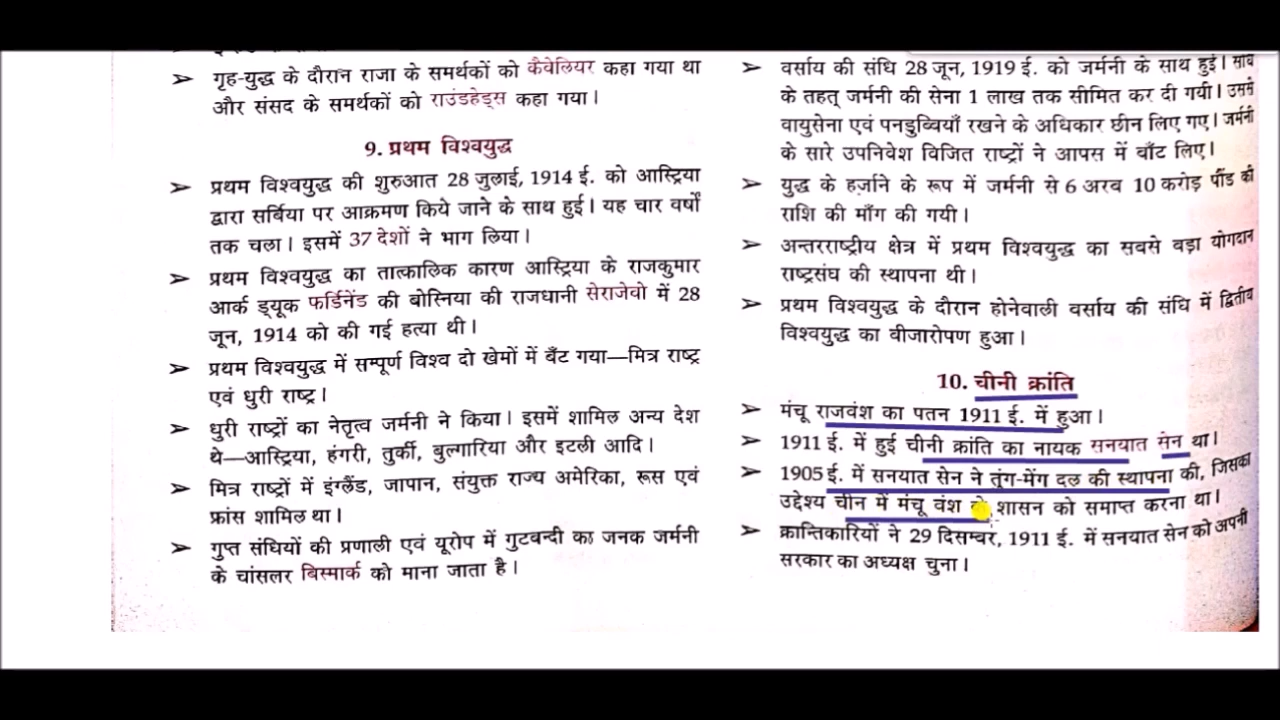 गृह-युद्ध के दौरान राजा के समर्थकों को कैवेलियर कहा गया था
और संसद के समर्थकों को राउंडहेड्स कहा गया।
9. प्रथम विश्वयुद्ध
प्रथम विश्वयुद्ध की शुरुआत 28 जुलाई, 1914 ई. को आस्ट्रिया
द्वारा सर्बिया पर आक्रमण किये जाने के साथ हुई। यह चार वर्षों
तक चला। इसमें 37 देशों ने भाग लिया।
प्रथम विश्वयुद्ध का तात्कालिक कारण आस्ट्रिया के राजकुमार
आर्क ड्यूक फर्डिनेंड की बोस्निया की राजधानी सेराजेवो में 28
जून, 1914 को की गई हत्या थी।
प्रथम विश्वयुद्ध में सम्पूर्ण विश्व दो खेमों में बँट गया—मित्र राष्ट्र
एवं धुरी राष्ट्र।
धुरी राष्ट्रों का नेतृत्व जर्मनी ने किया। इसमें शामिल अन्य देश
थे—आस्ट्रिया, हंगरी, तुर्की, बुल्गारिया और इटली आदि।
मित्र राष्ट्रों में इंग्लैंड, जापान, संयुक्त राज्य अमेरिका, रूस एवं
फ्रांस शामिल था।
गुप्त संधियों की प्रणाली एवं यूरोप में गुटबन्दी का जनक जर्मनी
के चांसलर बिस्मार्क को माना जाता है।
वर्साय की संधि 28 जून, 1919 ई. को जर्मनी के साथ हुई।
के तहत् जर्मनी की सेना 1 लाख तक सीमित कर दी गयी। उससे
वायुसेना एवं पनडुब्बियाँ रखने के अधिकार छीन लिए गए। जर्मनी
के सारे उपनिवेश विजित राष्ट्रों ने आपस में बाँट लिए।
युद्ध के हर्ज़ाने के रूप में जर्मनी से 6 अरब 10 करोड़ पौंड की
राशि की माँग की गयी।
अन्तरराष्ट्रीय क्षेत्र में प्रथम विश्वयुद्ध का सबसे बड़ा योगदान
राष्ट्रसंघ की स्थापना थी।
प्रथम विश्वयुद्ध के दौरान होनेवाली वर्साय की संधि में द्वितीय
विश्वयुद्ध का बीजारोपण हुआ।
10. चीनी क्रांति
मंचू राजवंश का पतन 1911 ई. में हुआ।
1911 ई. में हुई चीनी क्रांति का नायक सनयात सेन था।
1905 ई. में सनयात सेन ने तुंग-मेंग दल की स्थापना की, जिसका
उद्देश्य चीन में मंचू वंश शासन को समाप्त करना था।
क्रान्तिकारियों ने 29 दिसम्बर, 1911 ई. में सनयात सेन को अपनी
सरकार का अध्यक्ष चुना।